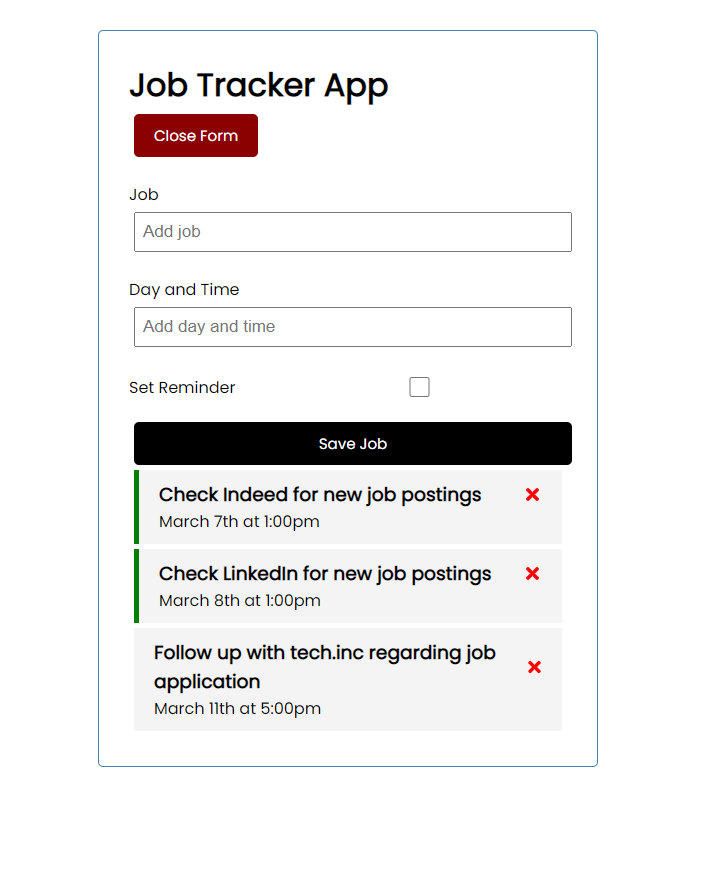 Job Tracker App
Close Form
Job
Add job
Day and Time
Add day and time
Set Reminder
Save Job
Check Indeed for new job postings
March 7th at 1:00pm
Check LinkedIn for new job postings
March 8th at 1:00pm
Follow up with tech.inc regarding job
application
March 11th at 5:00pm